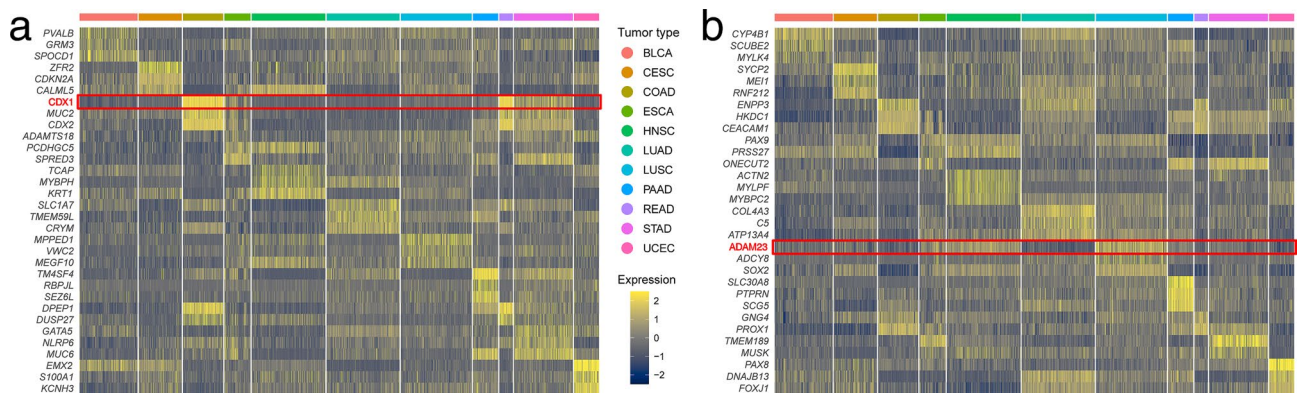 a
PVALB
GRM3
SPOCD1
ZFR2
CDKN2A
CALML5
CDX1
MUC2
CDX2
ADAMTS18
PCDHGC5
SPRED3
TCAP
MYBPH
KRT1
SLC1A7
TMEM59L
CRYM
MPPED1
VWC2
MEGF10
TM4SF4
RBPJL
SEZ6L
DPEP1
DUSP27
GATA5
NLRP6
MUC6
EMX2
S100A1
KCNH3
Tumor type
BLCA
CESC
COAD
ESCA
HNSC
LUAD
LUSC
PAAD
READ
STAD
UCEC
Expression
2
1
0
−1
−2
b
CYP4B1
SCUBE2
MYLK4
SYCP2
MEI1
RNF212
ENPP3
HKDC1
CEACAM1
PAX9
PRSS27
ONECUT2
ACTN2
MYLPF
MYBPC2
COL4A3
C5
ATP13A4
ADAM23
ADCY8
SOX2
SLC30A8
PTPRN
SCG5
GNG4
PROX1
TMEM189
MUSK
PAX8
DNAJB13
FOXJ1